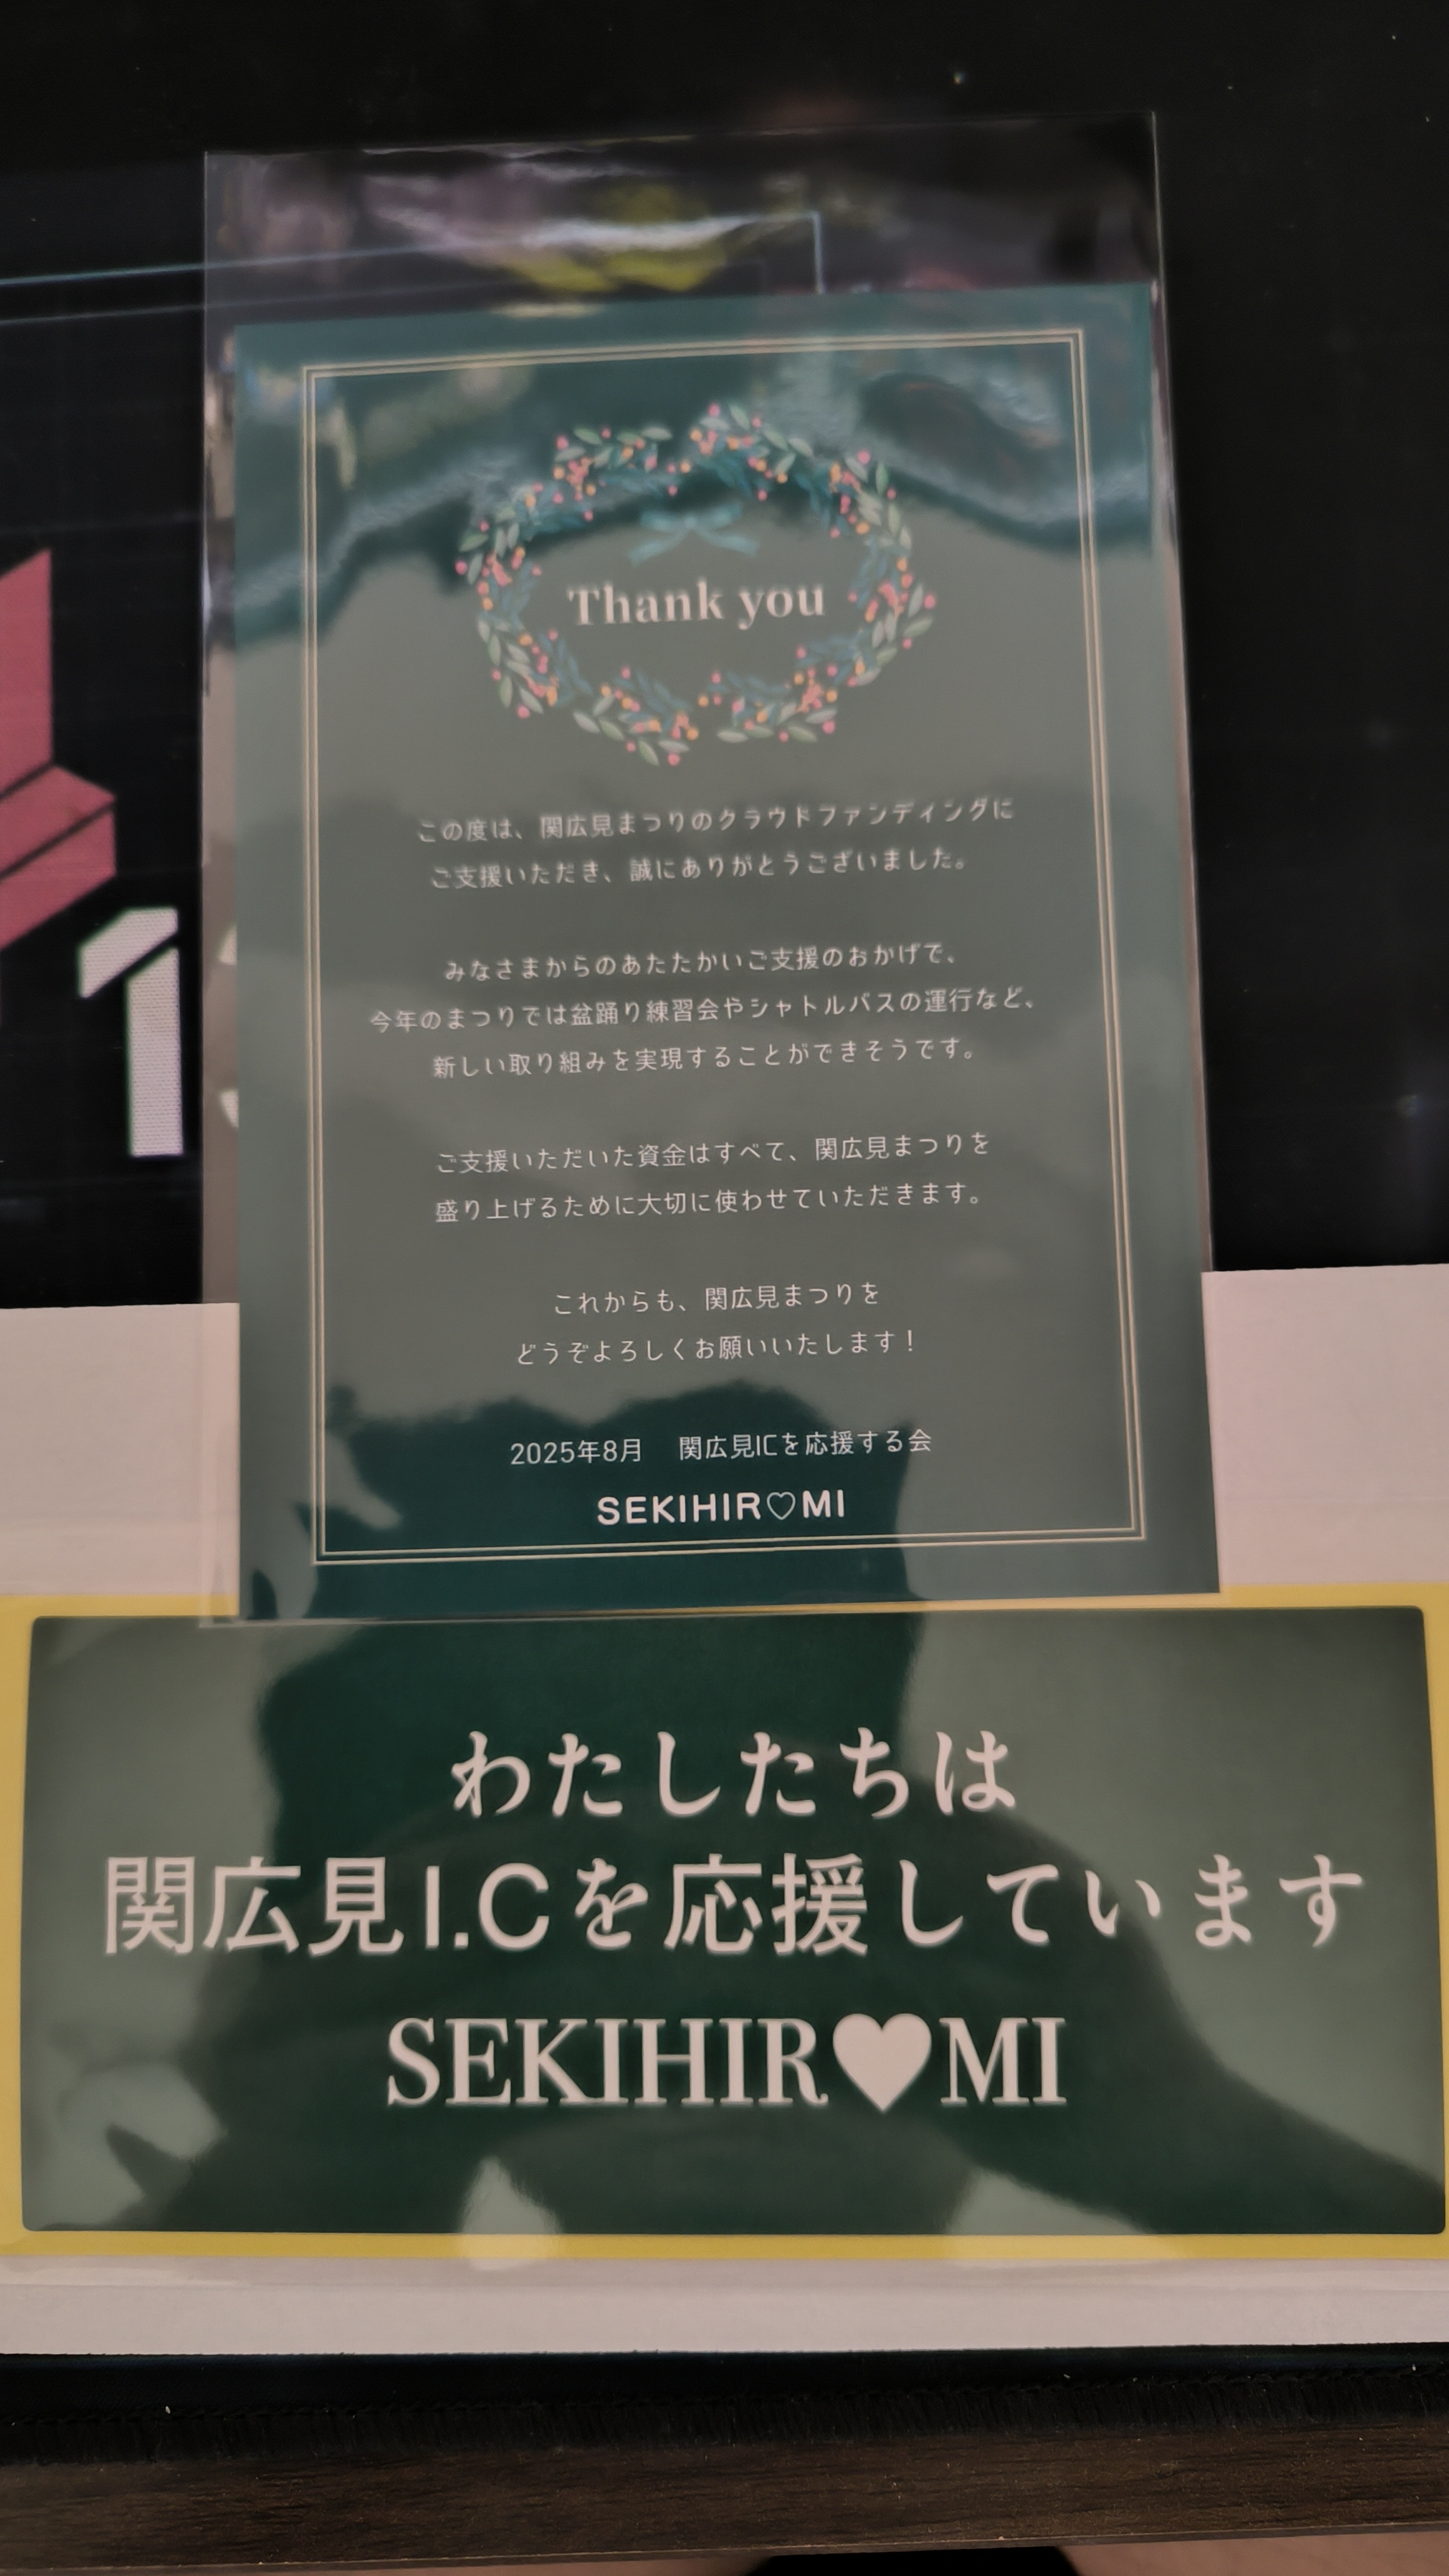 Thank you
この度は、関広見まつりのクラウドファンディングに
ご支援いただき、誠にありがとうございました。
みなさまからのあたたかいご支援のおかげで、
今年のまつりでは盆踊り練習会やシャトルバスの運行など、
新しい取り組みを実現することができそうです。
ご支援いただいた資金はすべて、関広見まつりを
盛り上げるために大切に使わせていただきます。
これからも、関広見まつりを
どうぞよろしくお願いいたします！
2025年8月 関広見ICを応援する会
SEKIHIR♡MI
1
わたしたちは
関広見I.Cを応援しています
SEKIHIR♥MI